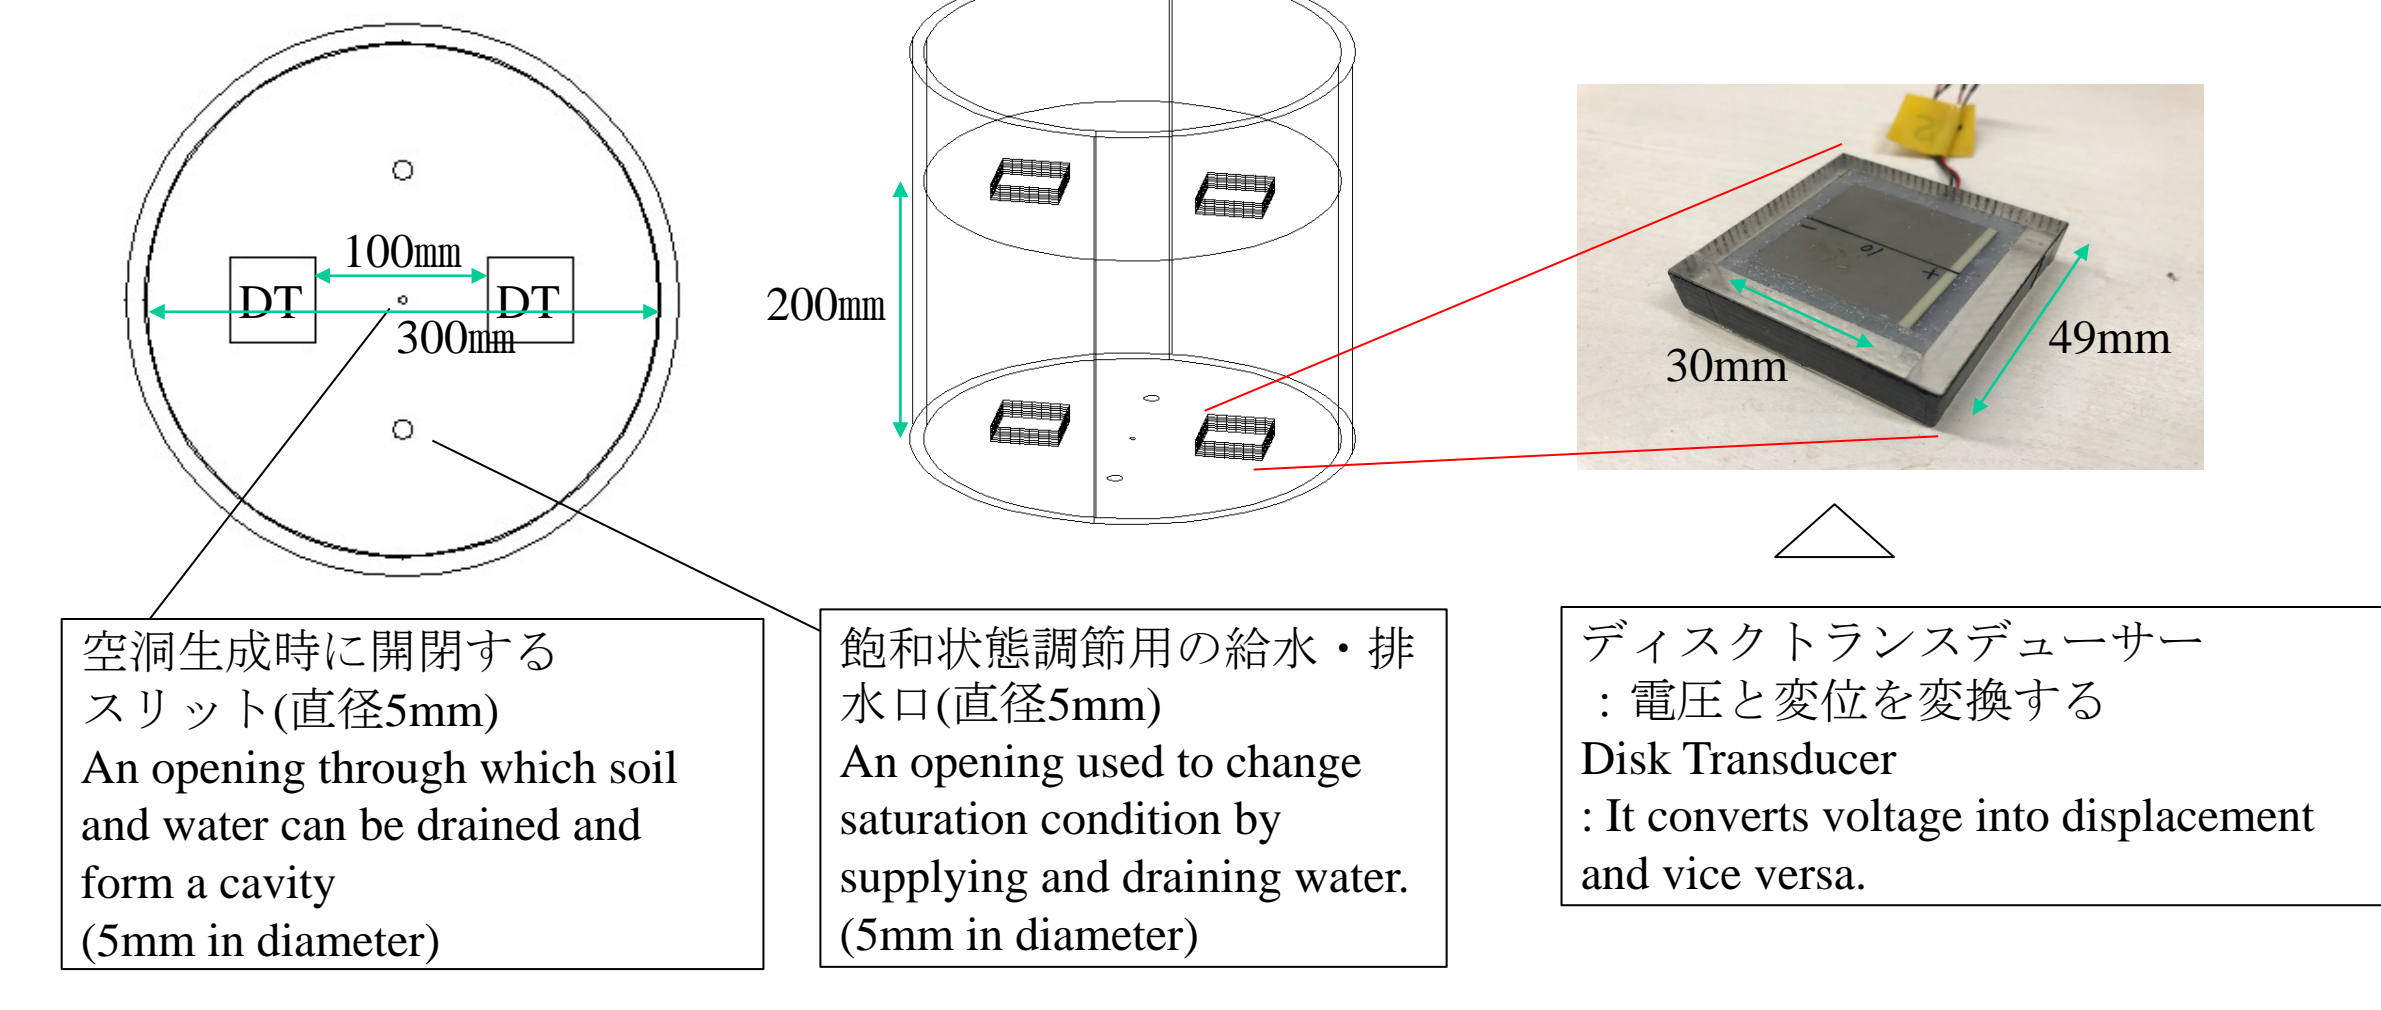 100mm
DT
DT
300mm
200mm
10
30mm
49mm
空洞生成時に開閉する
スリット(直径5mm)
An opening through which soil
and water can be drained and
form a cavity
(5mm in diameter)
飽和状態調節用の給水・排
水口(直径5mm)
An opening used to change
saturation condition by
supplying and draining water.
(5mm in diameter)
ディスクトランスデューサー
：電圧と変位を変換する
Disk Transducer
: It converts voltage into displacement
and vice versa.